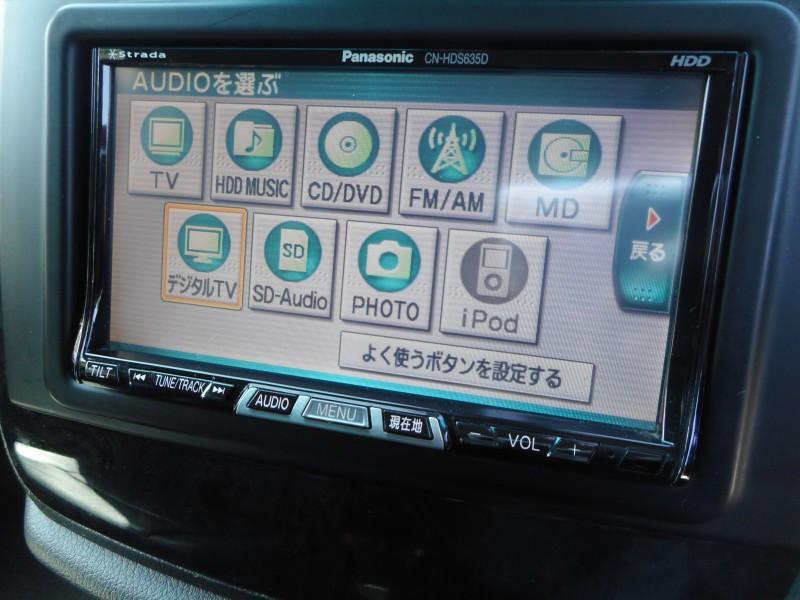 Strada Panasonic CN-HDS635D HDD
AUDIOを選ぶ
TV HDD MUSIC CD/DVD FM/AM MD
戻る
SD
デジタルTV SD-Audio PHOTO iPod
よく使うボタンを設定する
TILT TUNE/TRACK AUDIO MENU 現在地 VOL +